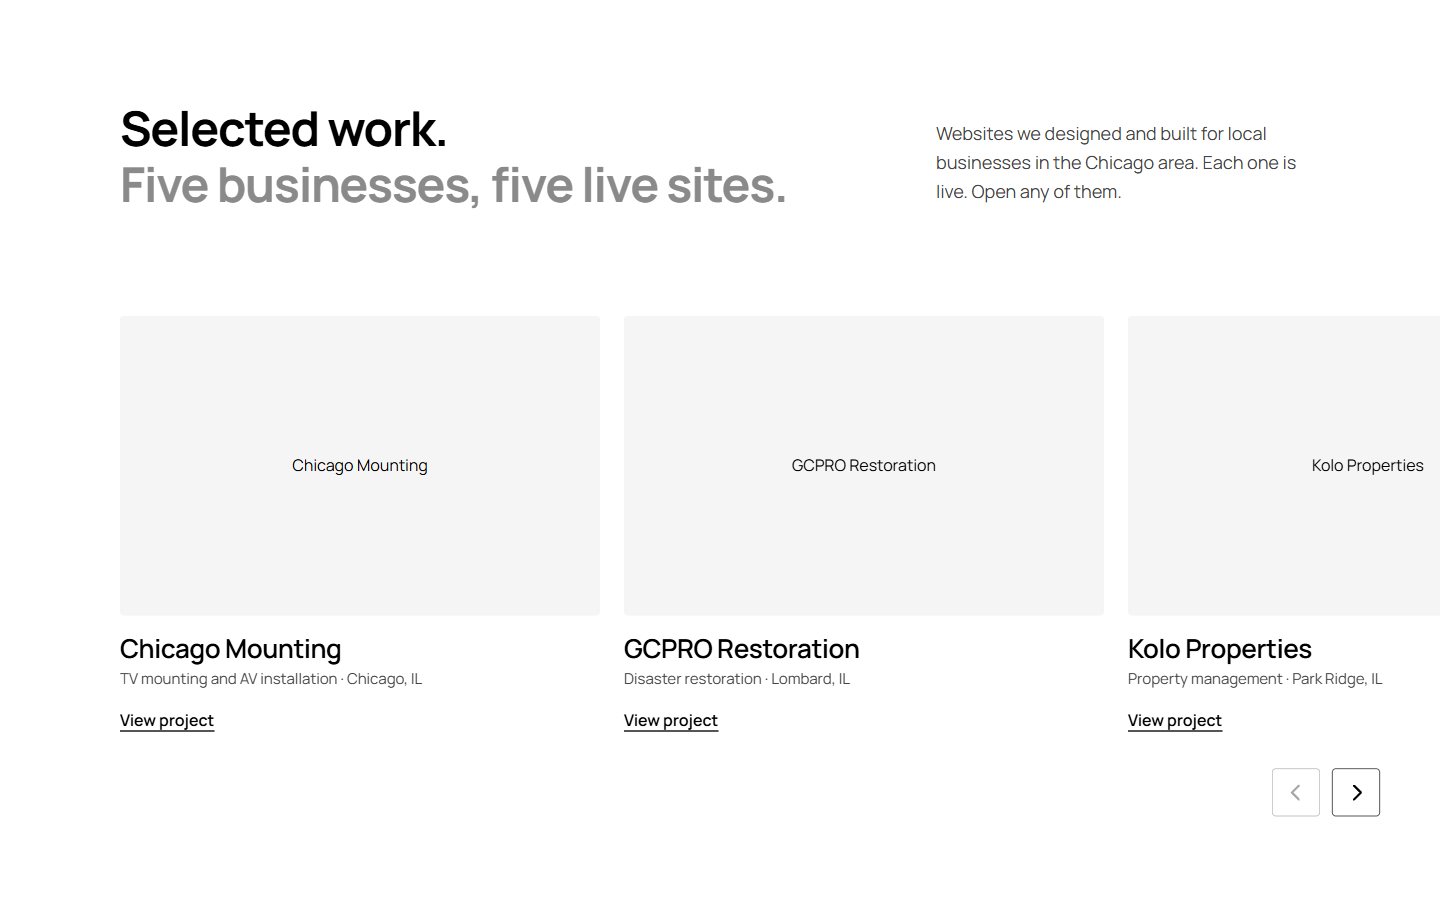 Selected work.
Five businesses, five live sites.
Websites we designed and built for local
businesses in the Chicago area. Each one is
live. Open any of them.
Chicago Mounting
GCPRO Restoration
Kolo Properties
Chicago Mounting
TV mounting and AV installation · Chicago, IL
View project
GCPRO Restoration
Disaster restoration · Lombard, IL
View project
Kolo Properties
Property management · Park Ridge, IL
View project